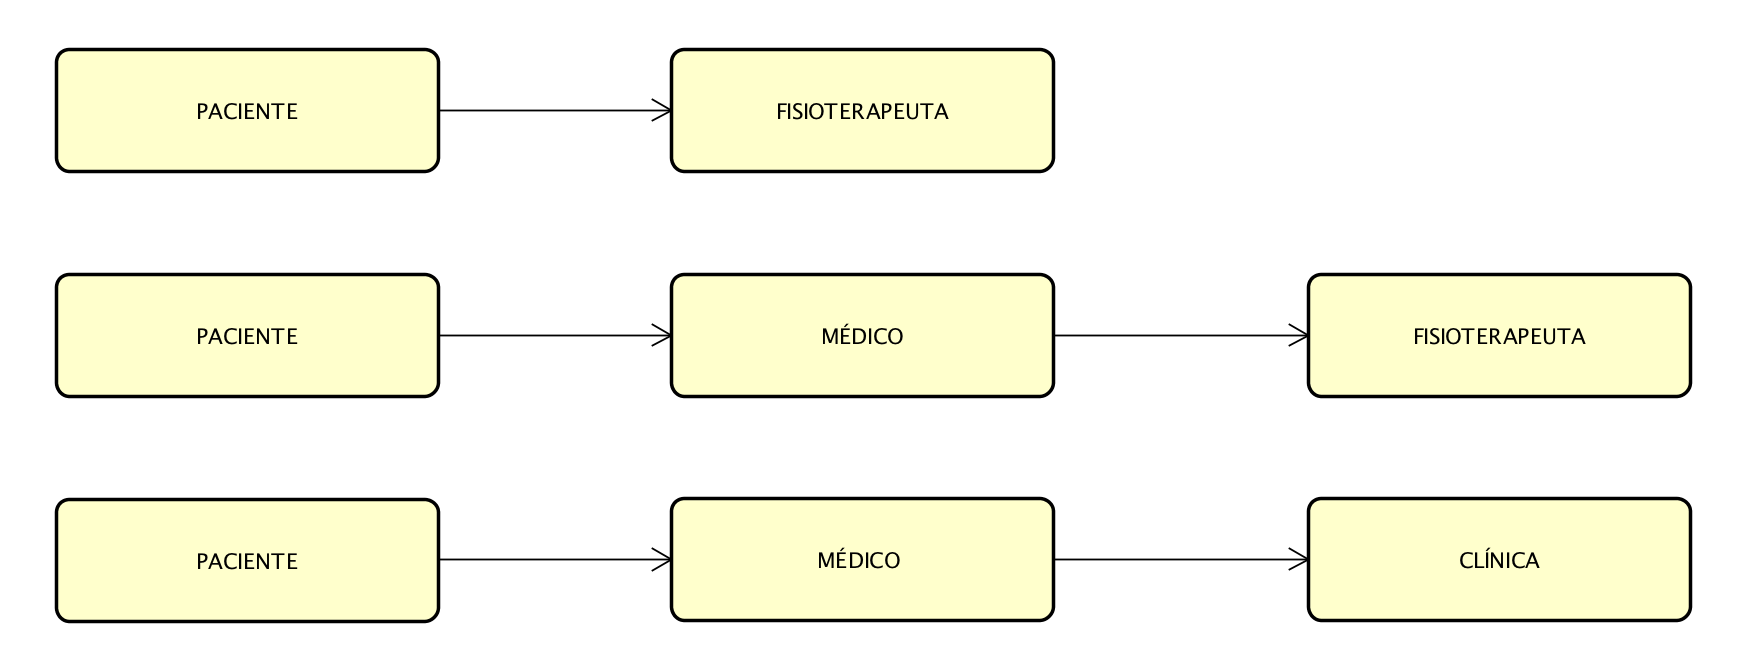 PACIENTE
FISIOTERAPEUTA
PACIENTE
MÉDICO
FISIOTERAPEUTA
PACIENTE
MÉDICO
CLÍNICA